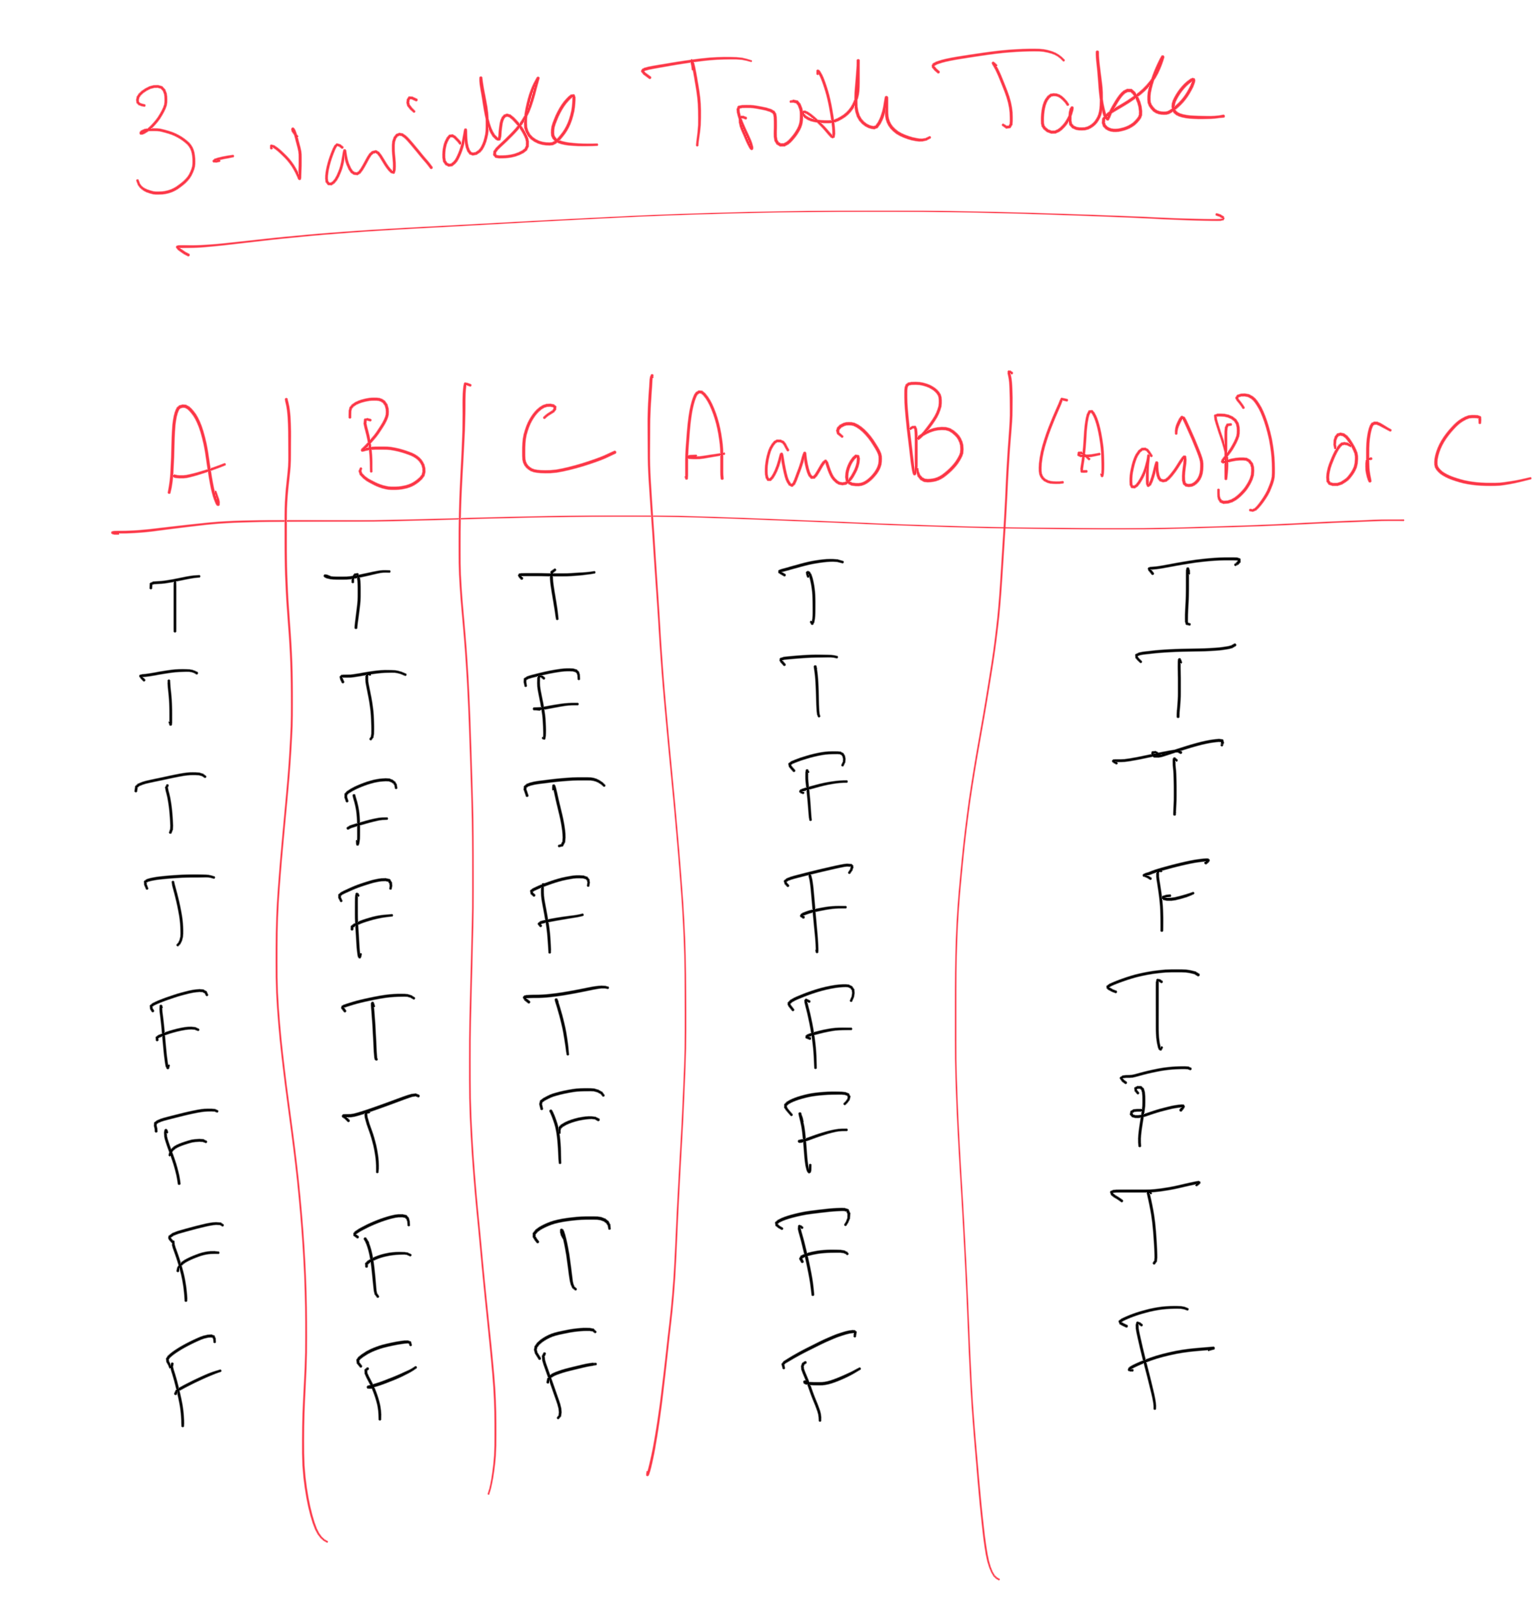 3-variable Truth Table
A B C A and B (A and B) or C
T T T T T
T T F T T
T F T F T
T F F F F
F T T F T
F T F F F
F F T F T
F F F F F